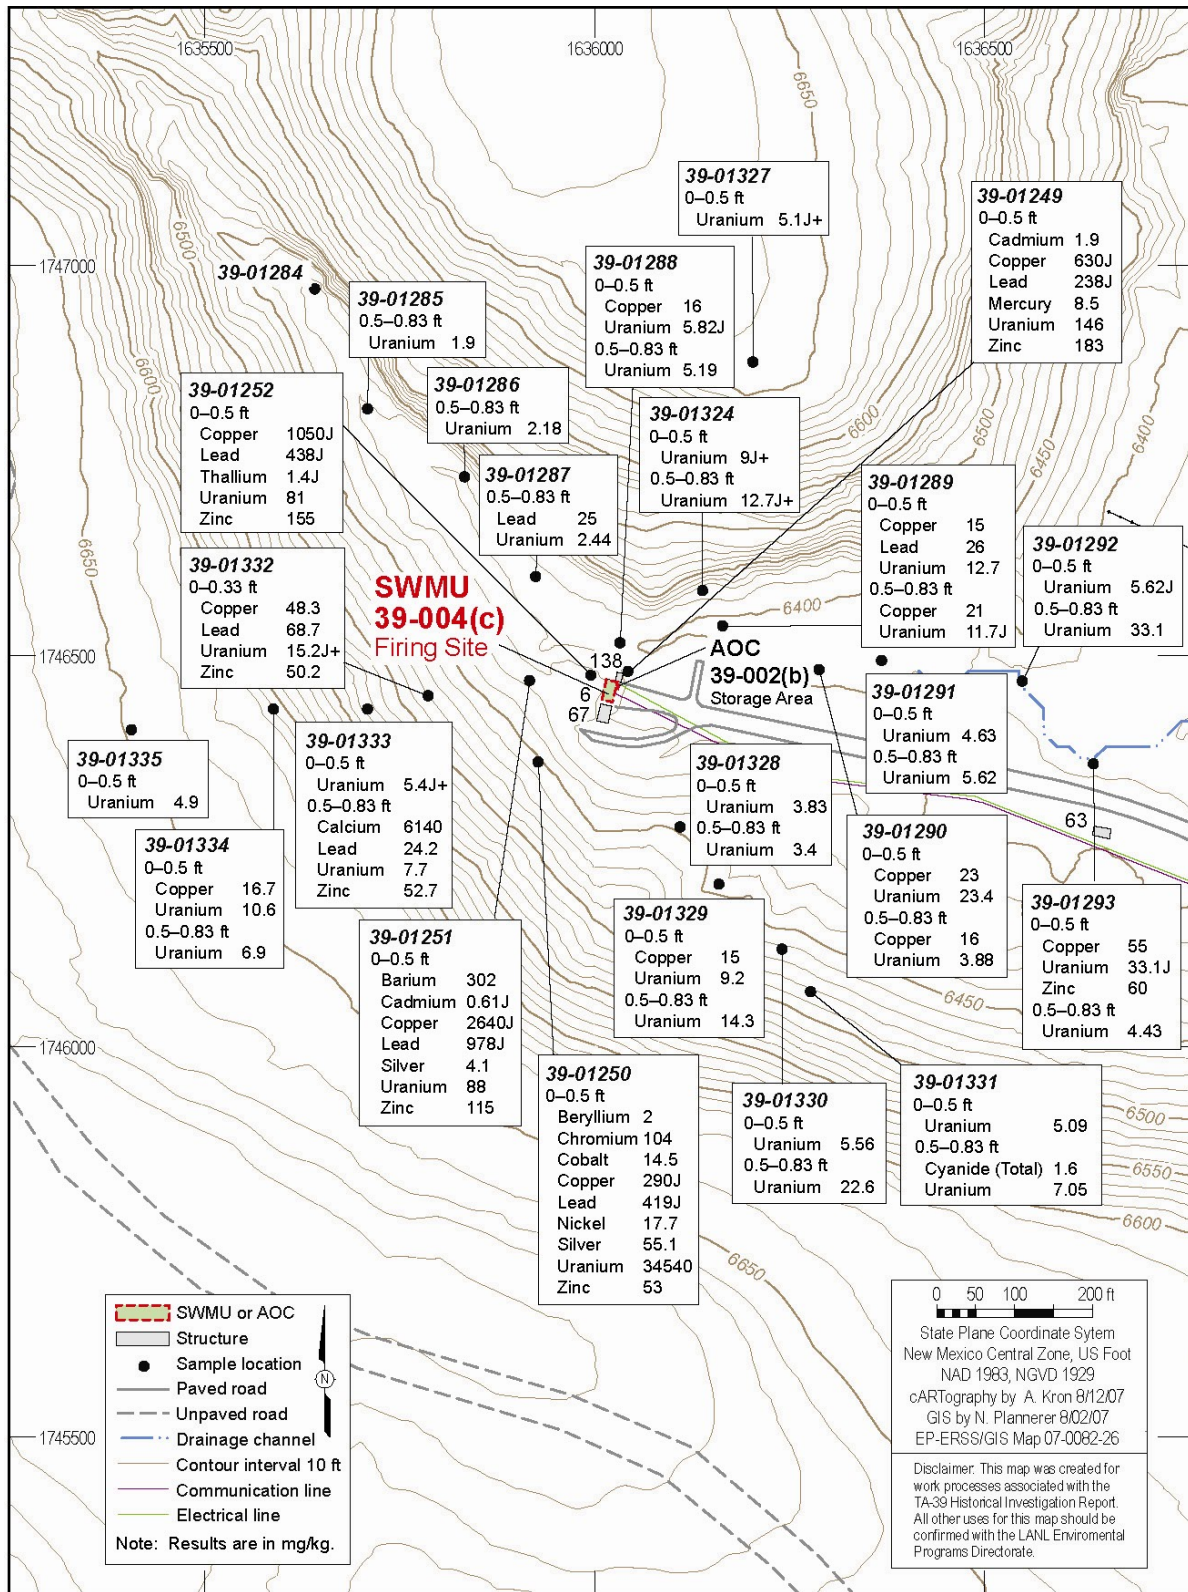 1635500
1636000
1636500
6650
39-01327
0–0.5 ft
Uranium 5.1J+
39-01249
0–0.5 ft
Cadmium 1.9
Copper 630J
Lead 238J
Mercury 8.5
Uranium 146
Zinc 183
6500
1747000
39-01284
39-01288
0–0.5 ft
Copper 16
Uranium 5.82J
0.5–0.83 ft
Uranium 5.19
39-01285
0.5–0.83 ft
Uranium 1.9
6600
39-01252
0–0.5 ft
Copper 1050J
Lead 438J
Thallium 1.4J
Uranium 81
Zinc 155
39-01286
0.5–0.83 ft
Uranium 2.18
39-01324
0–0.5 ft
Uranium 9J+
0.5–0.83 ft
Uranium 12.7J+
6600
6500
6450
6400
39-01287
0.5–0.83 ft
Lead 25
Uranium 2.44
39-01289
0–0.5 ft
Copper 15
Lead 26
Uranium 12.7
0.5–0.83 ft
Copper 21
Uranium 11.7J
39-01292
0–0.5 ft
Uranium 5.62J
0.5–0.83 ft
Uranium 33.1
6650
39-01332
0–0.33 ft
Copper 48.3
Lead 68.7
Uranium 15.2J+
Zinc 50.2
SWMU
39-004(c)
Firing Site
6400
1746500
138
6
67
AOC
39-002(b)
Storage Area
39-01291
0–0.5 ft
Uranium 4.63
0.5–0.83 ft
Uranium 5.62
39-01335
0–0.5 ft
Uranium 4.9
39-01333
0–0.5 ft
Uranium 5.4J+
0.5–0.83 ft
Calcium 6140
Lead 24.2
Uranium 7.7
Zinc 52.7
39-01328
0–0.5 ft
Uranium 3.83
0.5–0.83 ft
Uranium 3.4
63
39-01334
0–0.5 ft
Copper 16.7
Uranium 10.6
0.5–0.83 ft
Uranium 6.9
39-01290
0–0.5 ft
Copper 23
Uranium 23.4
0.5–0.83 ft
Copper 16
Uranium 3.88
39-01293
0–0.5 ft
Copper 55
Uranium 33.1J
Zinc 60
0.5–0.83 ft
Uranium 4.43
39-01251
0–0.5 ft
Barium 302
Cadmium 0.61J
Copper 2640J
Lead 978J
Silver 4.1
Uranium 88
Zinc 115
39-01329
0–0.5 ft
Copper 15
Uranium 9.2
0.5–0.83 ft
Uranium 14.3
6450
1746000
39-01250
0–0.5 ft
Beryllium 2
Chromium 104
Cobalt 14.5
Copper 290J
Lead 419J
Nickel 17.7
Silver 55.1
Uranium 34540
Zinc 53
39-01330
0–0.5 ft
Uranium 5.56
0.5–0.83 ft
Uranium 22.6
39-01331
0–0.5 ft
Uranium 5.09
0.5–0.83 ft
Cyanide (Total) 1.6
Uranium 7.05
6500
6550
6600
6650
SWMU or AOC
Structure
Sample location
Paved road
Unpaved road
Drainage channel
Contour interval 10 ft
Communication line
Electrical line
Note: Results are in mg/kg.
N
0 50 100 200 ft
State Plane Coordinate Sytem
New Mexico Central Zone, US Foot
NAD 1983, NGVD 1929
cARTography by A. Kron 8/12/07
GIS by N. Plannerer 8/02/07
EP-ERSS/GIS Map 07-0082-26
Disclaimer: This map was created for
work processes associated with the
TA-39 Historical Investigation Report.
All other uses for this map should be
confirmed with the LANL Enviromental
Programs Directorate.
1745500